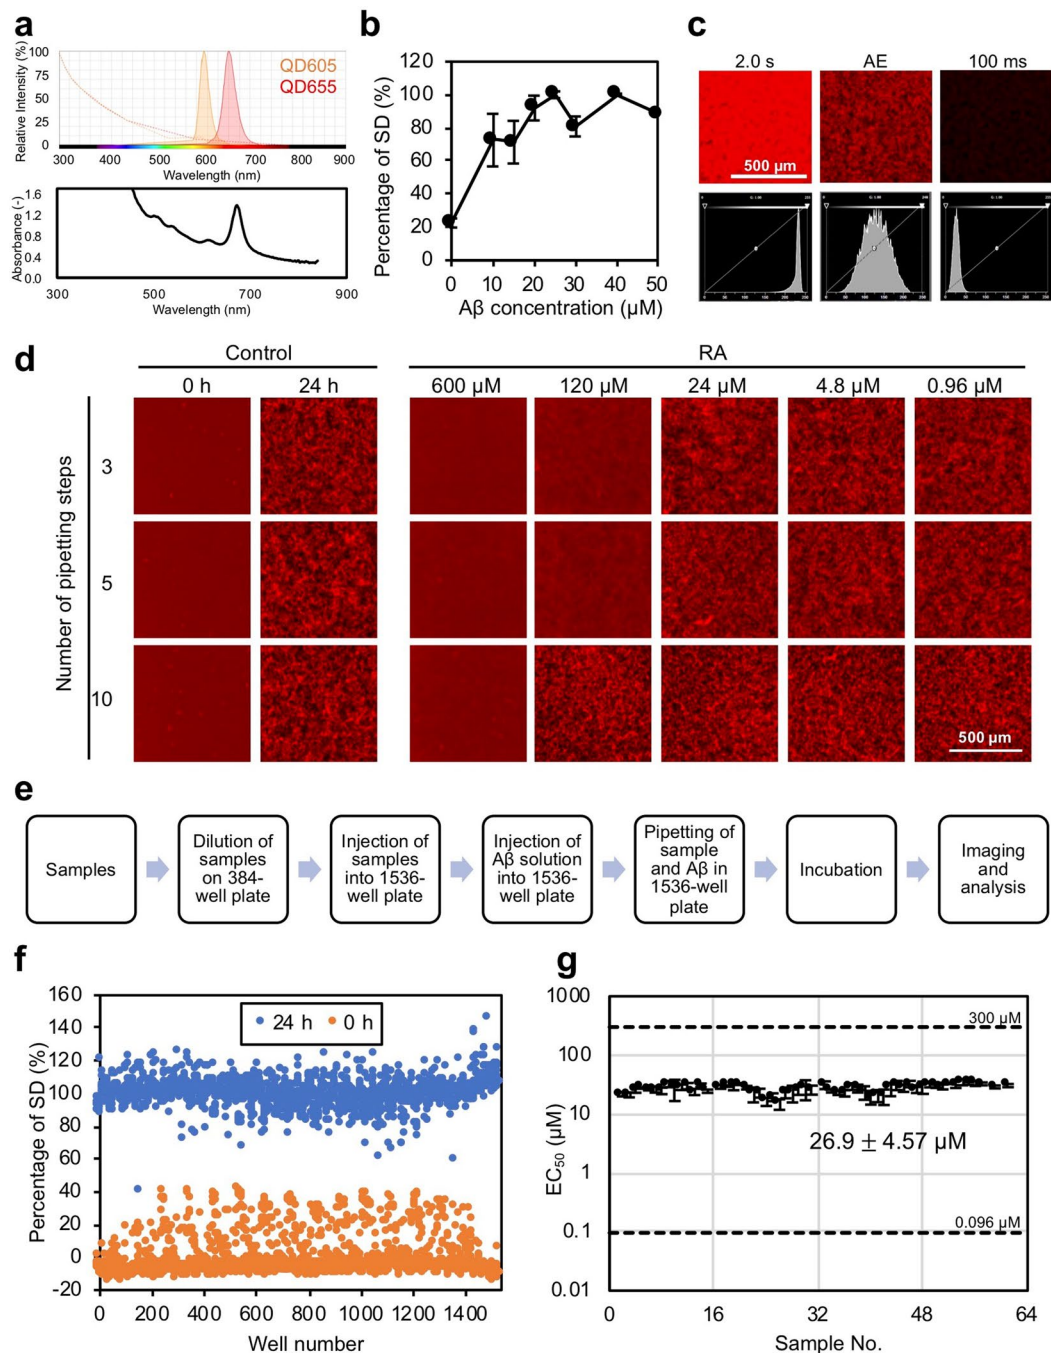 a
Relative Intensity (%)
100
75
50
25
0
QD605
QD655
300 400 500 600 700 800 900
Wavelength (nm)
Absorbance (-)
1.6
1.2
0.8
0.4
0.0
300 500 700 900
Wavelength (nm)
b
Percentage of SD (%)
120
100
80
60
40
20
0
0 10 20 30 40 50
Aβ concentration (µM)
c
2.0 s AE 100 ms
500 µm
d
Control RA
0 h 24 h 600 µM 120 µM 24 µM 4.8 µM 0.96 µM
Number of pipetting steps
3
5
10
500 µm
e
Samples
Dilution of
samples
on 384-
well plate
Injection of
samples
into 1536-
well plate
Injection of
Aβ solution
into 1536-
well plate
Pipetting of
sample
and Aβ in
1536-well
plate
Incubation
Imaging
and
analysis
f
Percentage of SD (%)
160
140
120
100
80
60
40
20
0
-20
24 h 0 h
0 200 400 600 800 1000 1200 1400
Well number
g
EC50 (µM)
1000
100
10
1
0.1
0.01
300 µM
26.9 ± 4.57 µM
0.096 µM
0 16 32 48 64
Sample No.